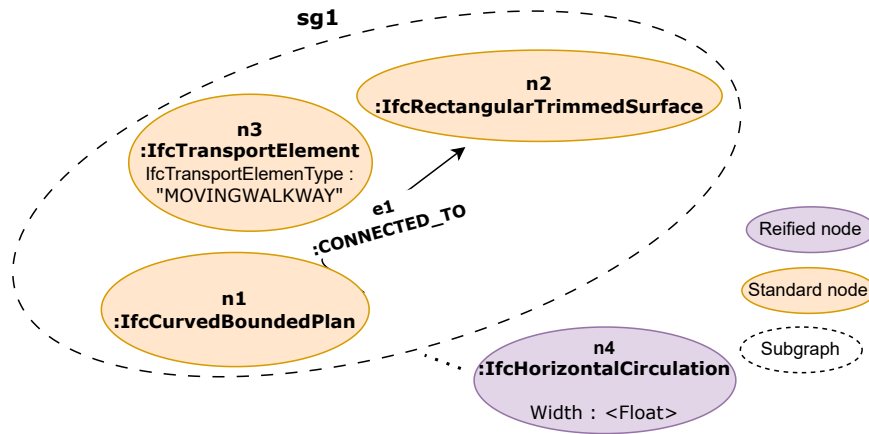 sg1
n2
:IfcRectangularTrimmedSurface
n3
:IfcTransportElement
IfcTransportElemenType :
"MOVINGWALKWAY"
e1
:CONNECTED_TO
n1
:IfcCurvedBoundedPlan
n4
:IfcHorizontalCirculation
Width : <Float>
Reified node
Standard node
Subgraph